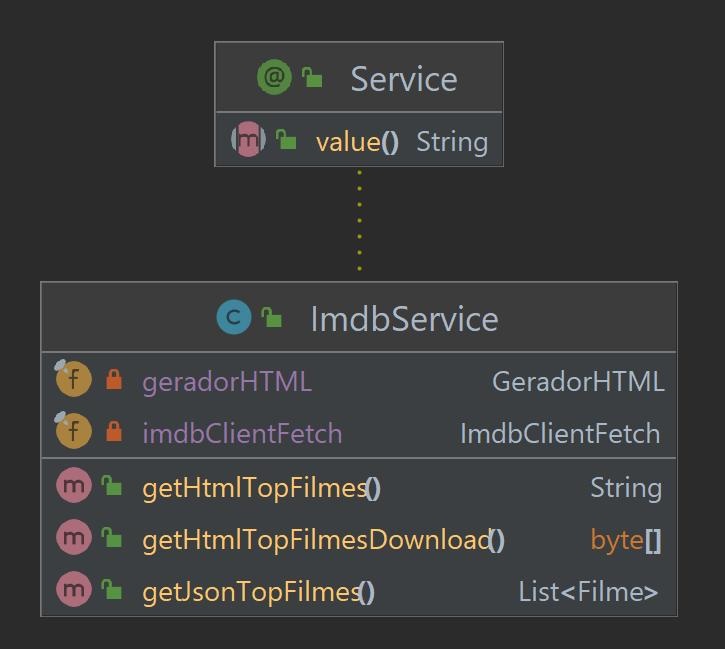 @ Service
m value() String
C ImdbService
f geradorHTML GeradorHTML
f imdbClientFetch ImdbClientFetch
m getHtmlTopFilmes() String
m getHtmlTopFilmesDownload() byte[]
m getJsonTopFilmes() List<Filme>